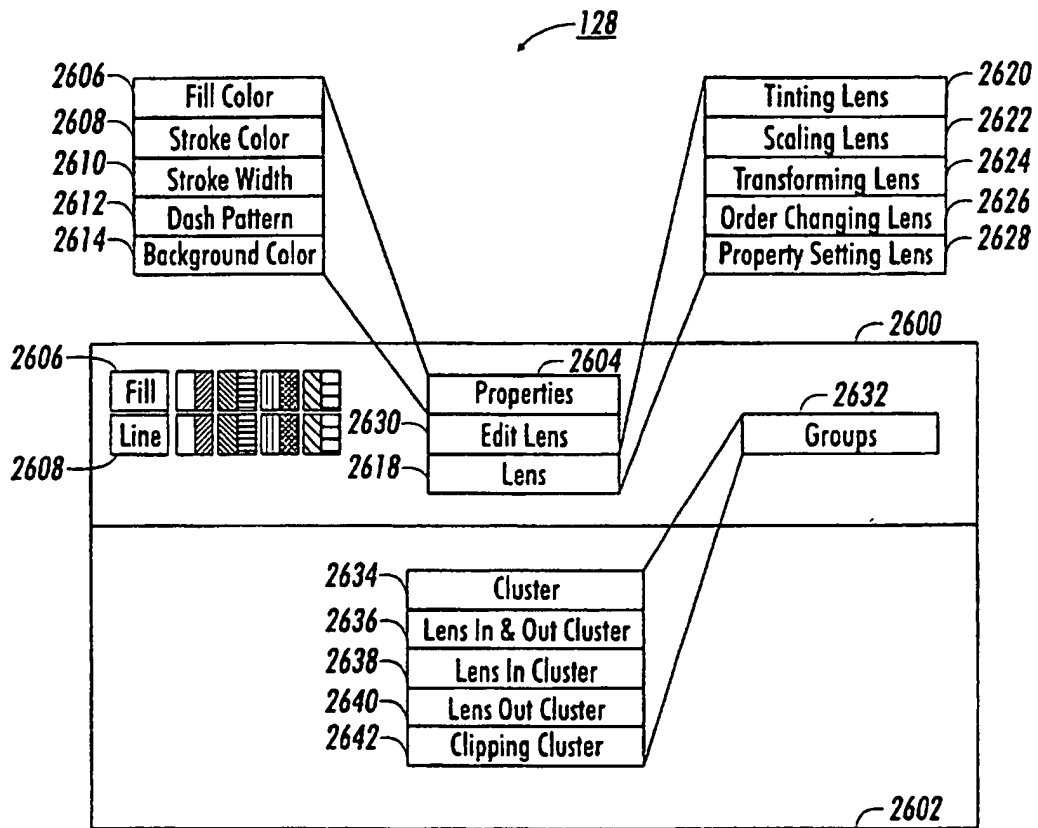 128
2606 Fill Color
2608 Stroke Color
2610 Stroke Width
2612 Dash Pattern
2614 Background Color
Tinting Lens 2620
Scaling Lens 2622
Transforming Lens 2624
Order Changing Lens 2626
Property Setting Lens 2628
2600
2606
Fill
Line
2608
2604
Properties
2630 Edit Lens
2618 Lens
2632
Groups
2634 Cluster
2636 Lens In & Out Cluster
2638 Lens In Cluster
2640 Lens Out Cluster
2642 Clipping Cluster
2602